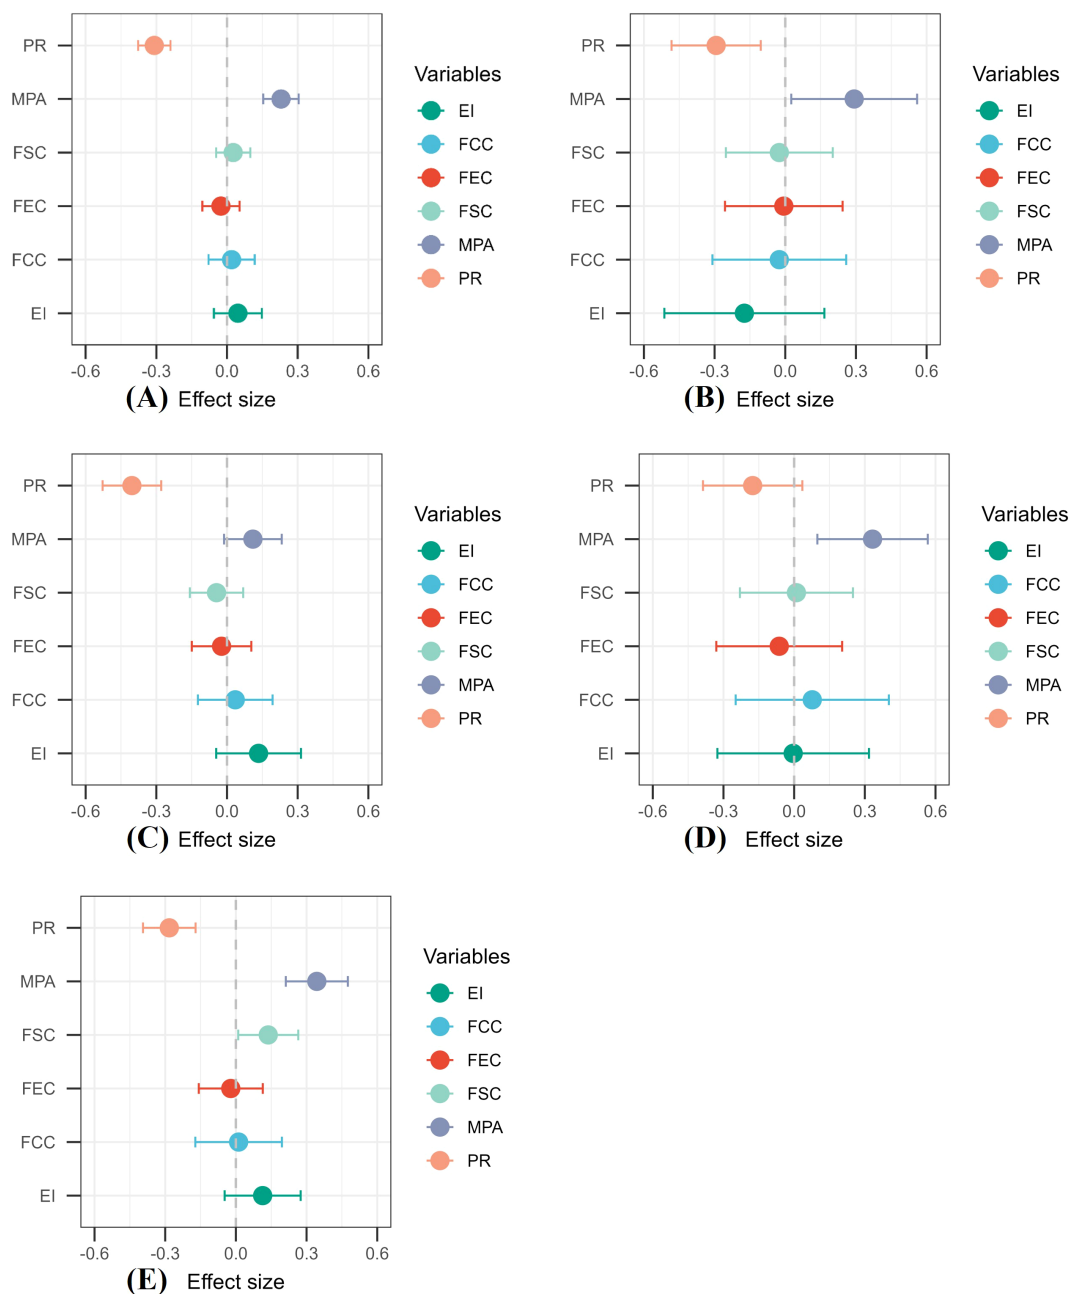 PR
MPA
FSC
FEC
FCC
EI
-0.6 -0.3 0.0 0.3 0.6
(A) Effect size
Variables
EI
FCC
FEC
FSC
MPA
PR
PR
MPA
FSC
FEC
FCC
EI
-0.6 -0.3 0.0 0.3 0.6
(B) Effect size
Variables
EI
FCC
FEC
FSC
MPA
PR
PR
MPA
FSC
FEC
FCC
EI
-0.6 -0.3 0.0 0.3 0.6
(C) Effect size
Variables
EI
FCC
FEC
FSC
MPA
PR
PR
MPA
FSC
FEC
FCC
EI
-0.6 -0.3 0.0 0.3 0.6
(D) Effect size
Variables
EI
FCC
FEC
FSC
MPA
PR
PR
MPA
FSC
FEC
FCC
EI
-0.6 -0.3 0.0 0.3 0.6
(E) Effect size
Variables
EI
FCC
FEC
FSC
MPA
PR